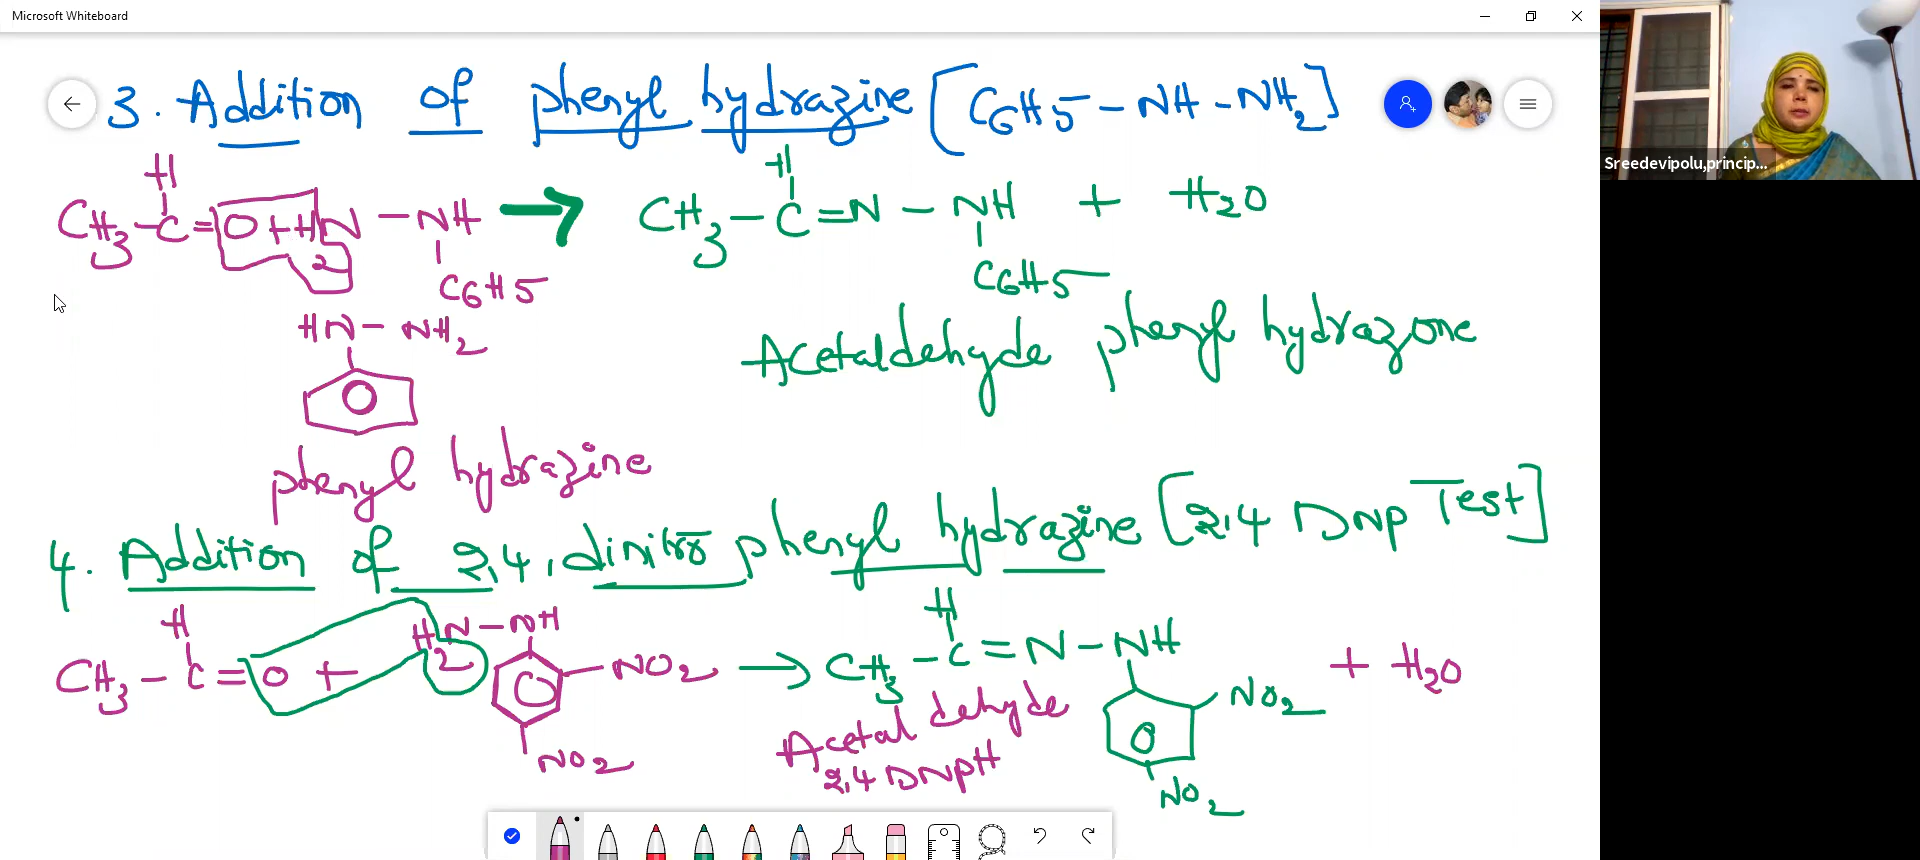 Microsoft Whiteboard
3. Addition of phenyl hydrazine [C6H5-NH-NH2]
H
CH3-C=O+H2N-NH
C6H5
H
CH3-C=N-NH + H2O
C6H5
Acetaldehyde phenyl hydrazone
HN-NH2
phenyl hydrazine
4. Addition of 2,4, dinitro phenyl hydrazine [2,4 DNP Test]
H
CH3-C=O + H2N-NH
NO2
NO2
H
CH3-C=N-NH + H2O
NO2
NO2
Acetaldehyde
2,4 DNPH
Sreedevipolu,princip...